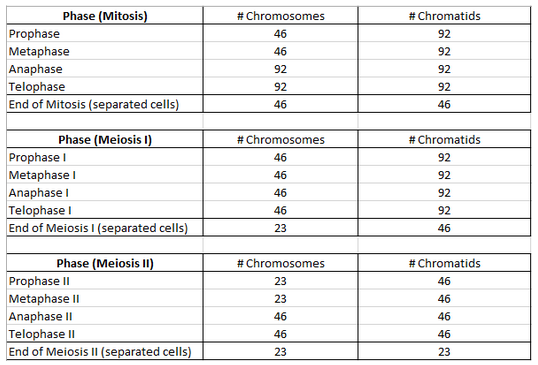 Phase (Mitosis) # Chromosomes # Chromatids
Prophase 46 92
Metaphase 46 92
Anaphase 92 92
Telophase 92 92
End of Mitosis (separated cells) 46 46
Phase (Meiosis I) # Chromosomes # Chromatids
Prophase I 46 92
Metaphase I 46 92
Anaphase I 46 92
Telophase I 46 92
End of Meiosis I (separated cells) 23 46
Phase (Meiosis II) # Chromosomes # Chromatids
Prophase II 23 46
Metaphase II 23 46
Anaphase II 46 46
Telophase II 46 46
End of Meiosis II (separated cells) 23 23